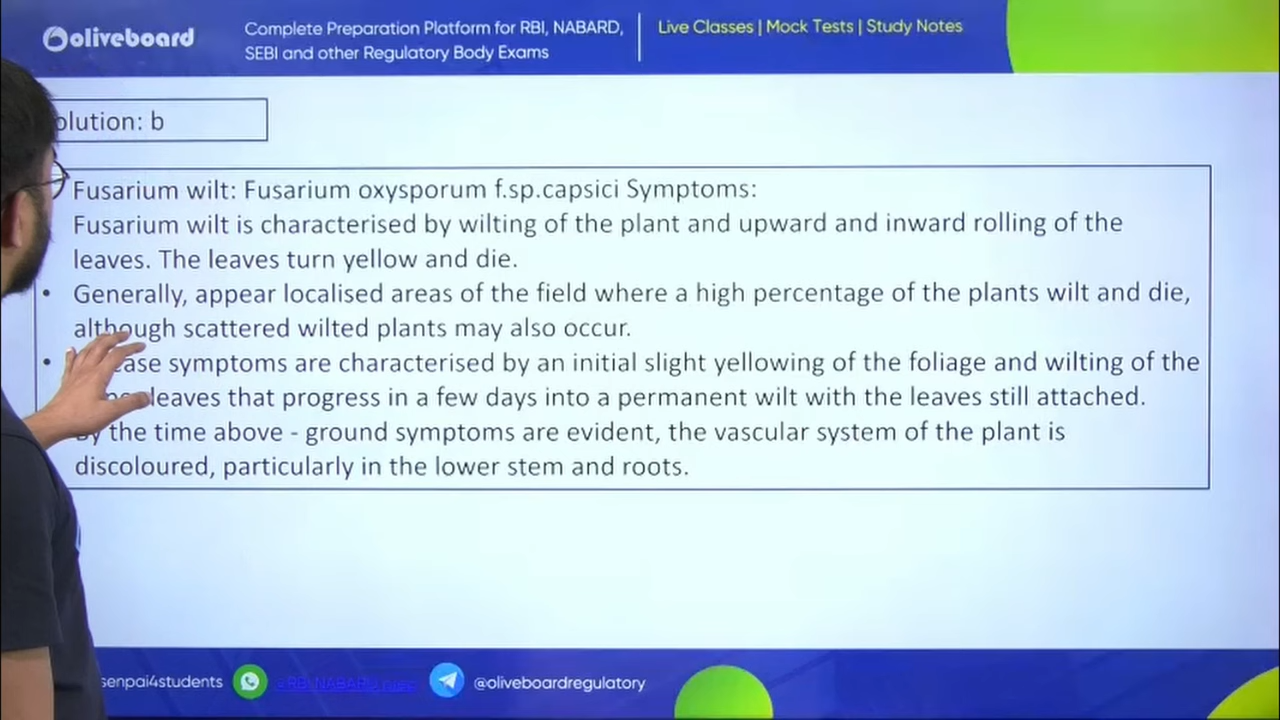 oliveboard
Complete Preparation Platform for RBI, NABARD,
SEBI and other Regulatory Body Exams
Live Classes | Mock Tests | Study Notes
olution: b
Fusarium wilt: Fusarium oxysporum f.sp.capsici Symptoms:
Fusarium wilt is characterised by wilting of the plant and upward and inward rolling of the
leaves. The leaves turn yellow and die.
• Generally, appear localised areas of the field where a high percentage of the plants wilt and die,
although scattered wilted plants may also occur.
• ease symptoms are characterised by an initial slight yellowing of the foliage and wilting of the
leaves that progress in a few days into a permanent wilt with the leaves still attached.
By the time above - ground symptoms are evident, the vascular system of the plant is
discoloured, particularly in the lower stem and roots.
senpai4students
@oliveboardregulatory